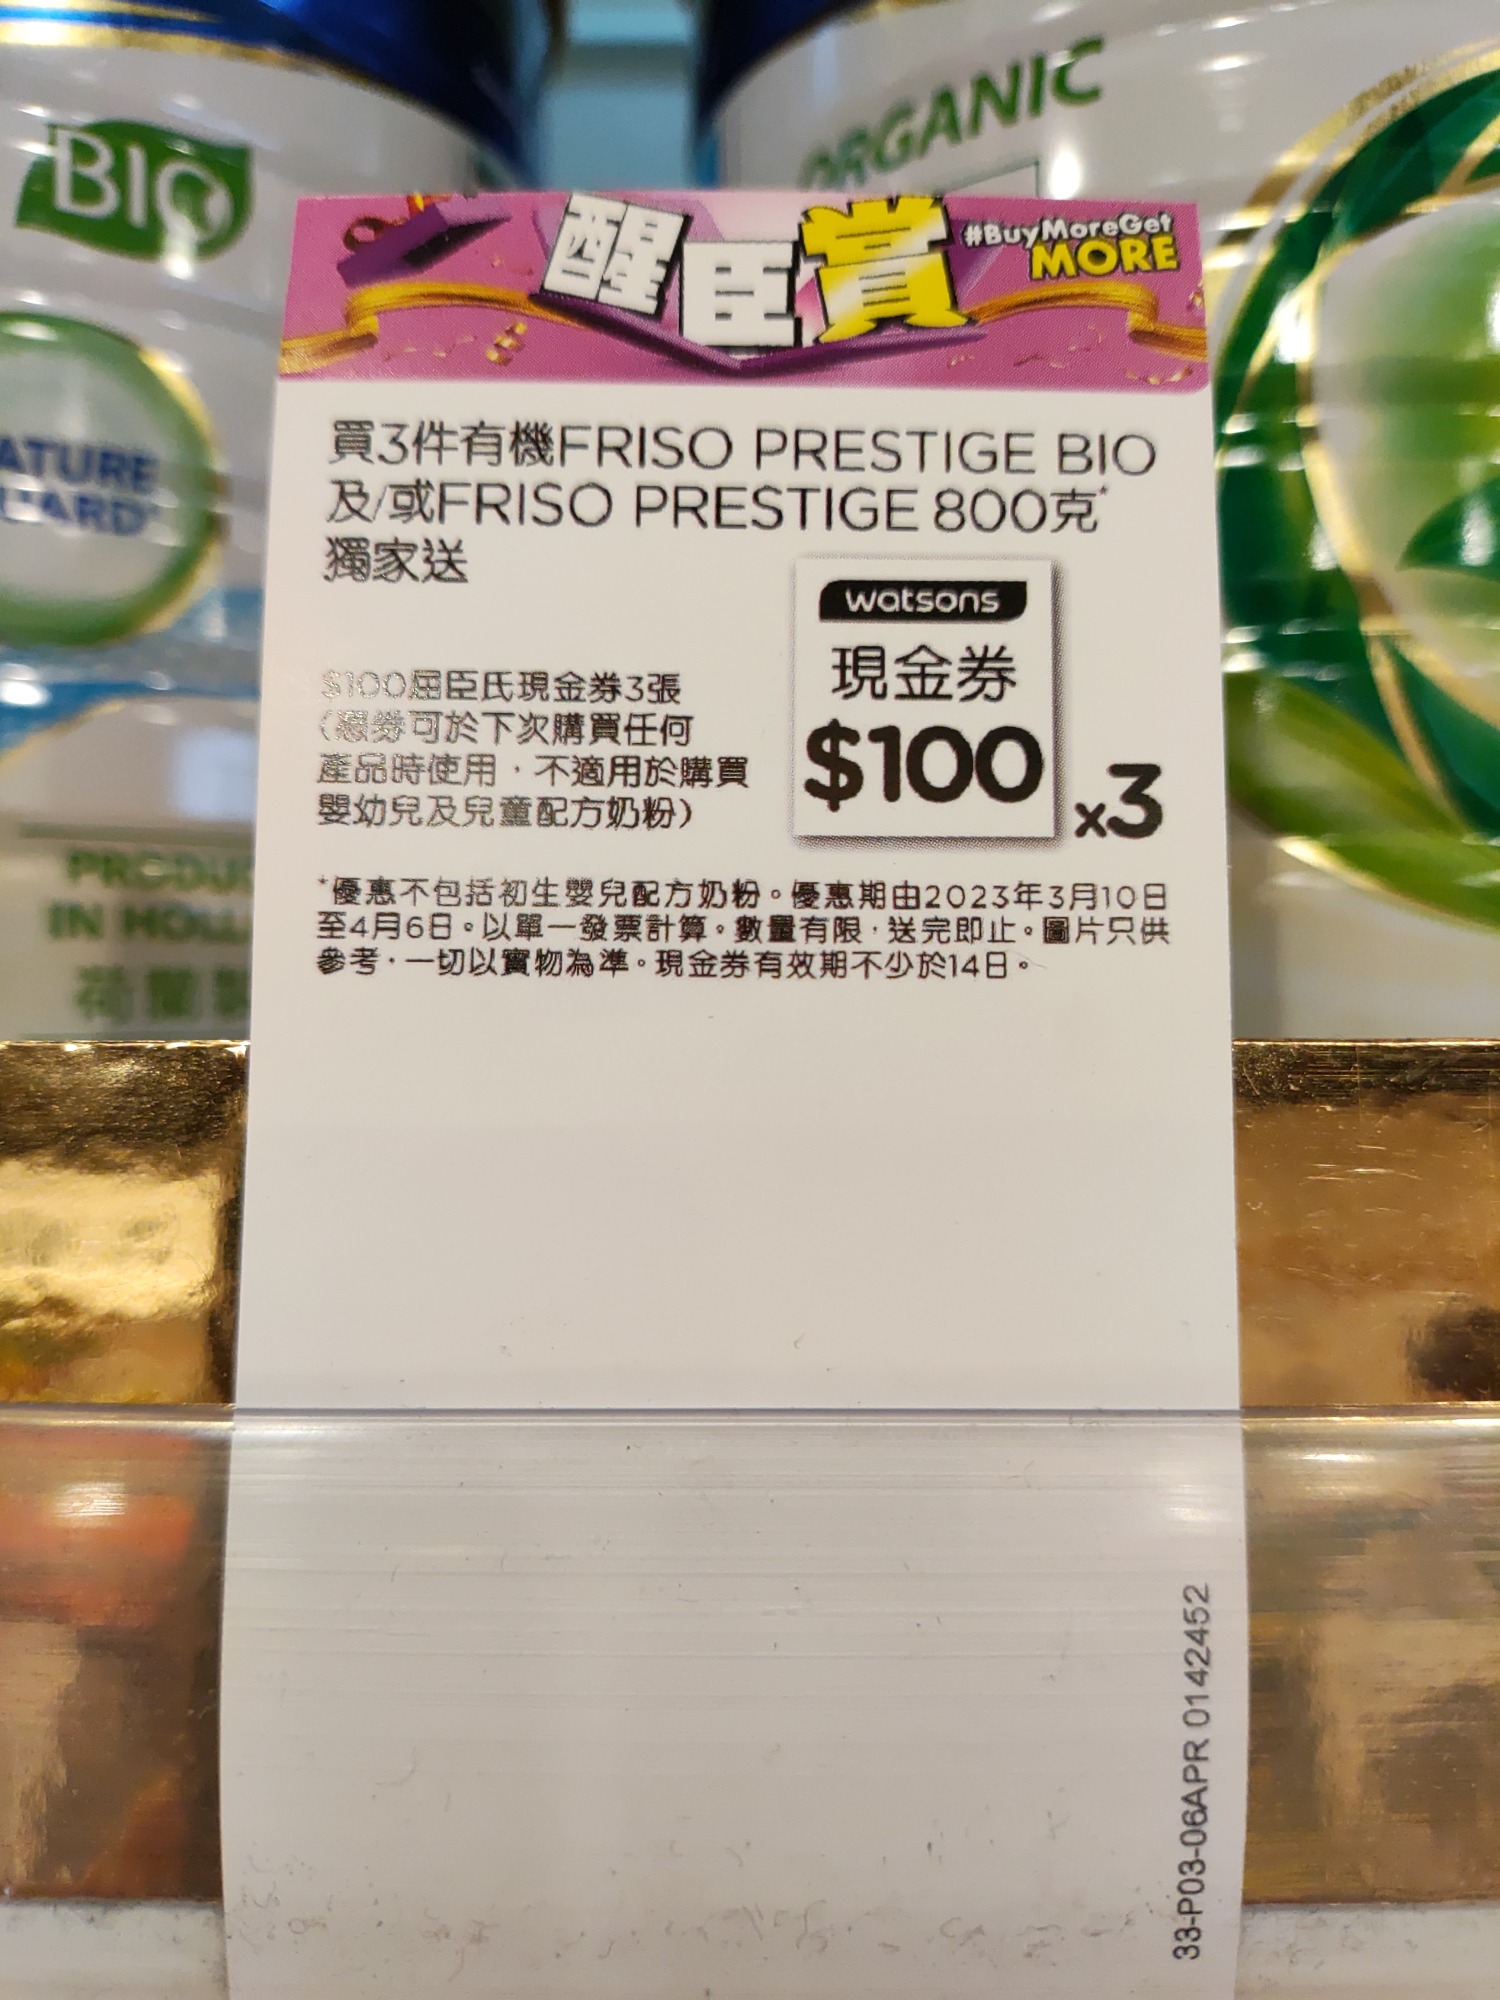 BIO
ORGANIC
醒臣賞
#BuyMoreGet
MORE
買3件有機FRISO PRESTIGE BIO
及/或FRISO PRESTIGE 800克*
獨家送
watsons
現金券
$100
x3
$100屈臣氏現金券3張
(憑券可於下次購買任何
產品時使用，不適用於購買
嬰幼兒及兒童配方奶粉)
*優惠不包括初生嬰兒配方奶粉。優惠期由2023年3月10日
至4月6日。以單一發票計算。數量有限，送完即止。圖片只供
參考，一切以實物為準。現金券有效期不少於14日。
ATURE
PRODU
IN HOLL
荷蘭
33-P03-06APR 0142452